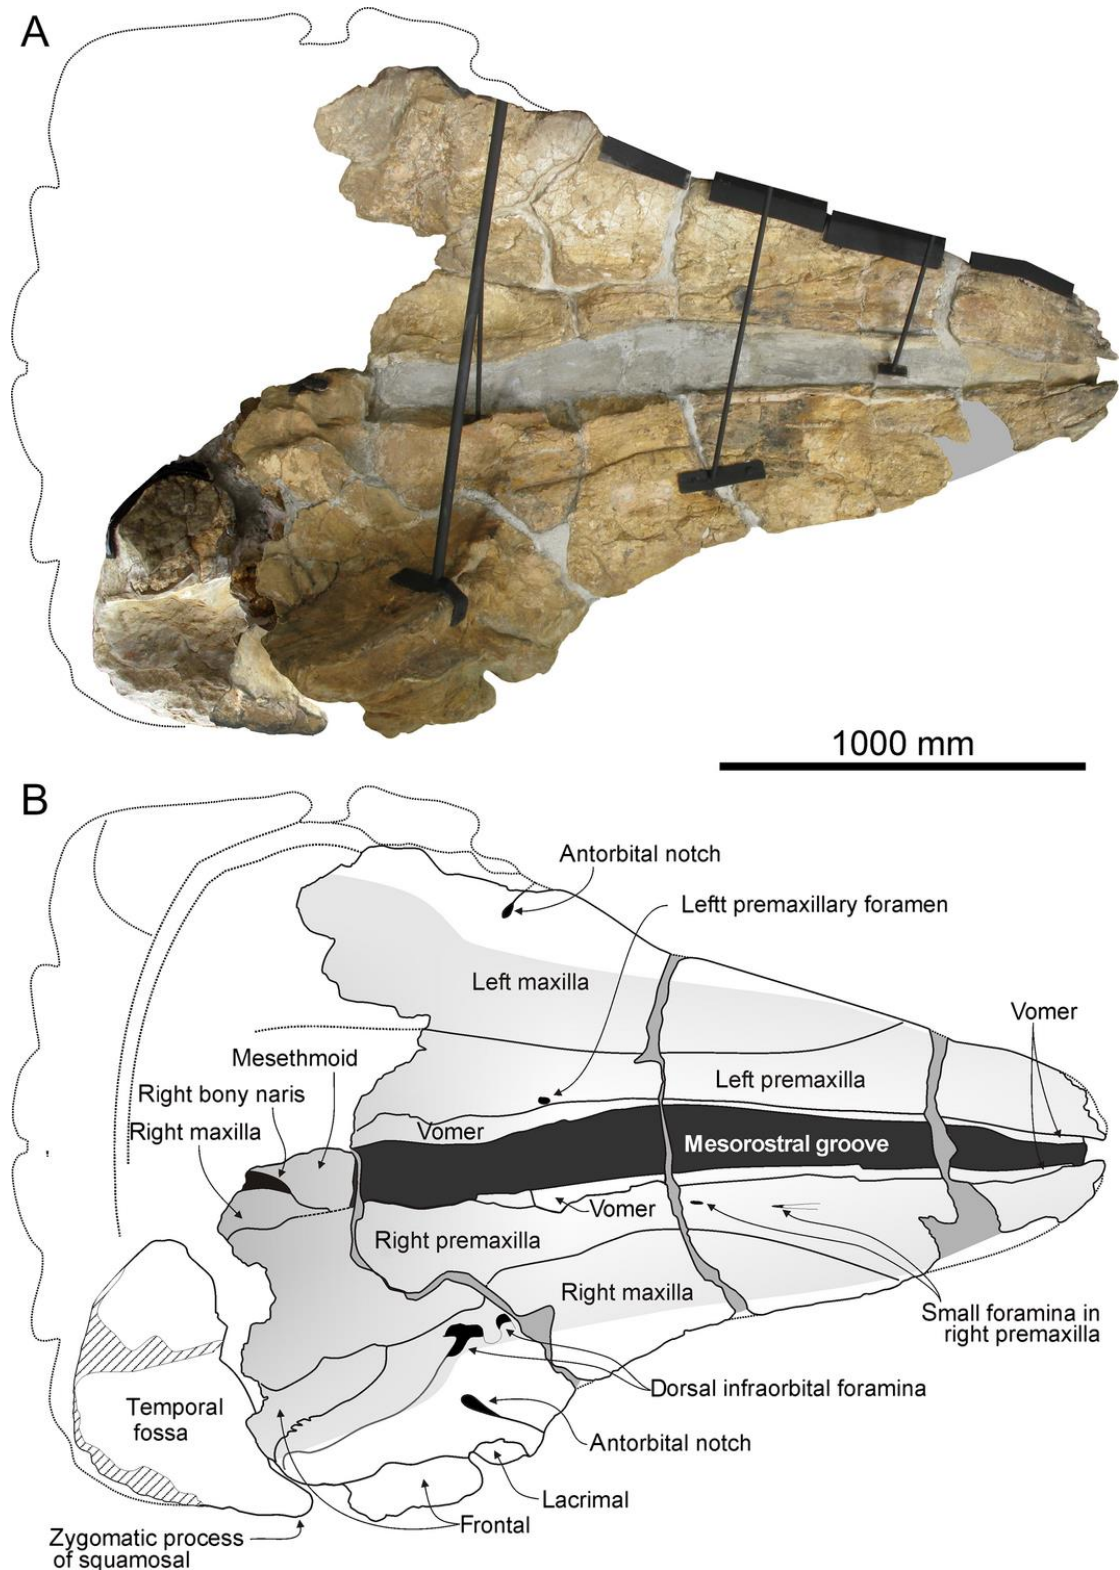 A
1000 mm
B
Antorbital notch
Leftt premaxillary foramen
Left maxilla
Vomer
Mesethmoid
Left premaxilla
Right bony naris
Right maxilla
Vomer
Mesorostral groove
Vomer
Right premaxilla
Right maxilla
Small foramina in
right premaxilla
Dorsal infraorbital foramina
Temporal
fossa
Antorbital notch
Lacrimal
Frontal
Zygomatic process
of squamosal